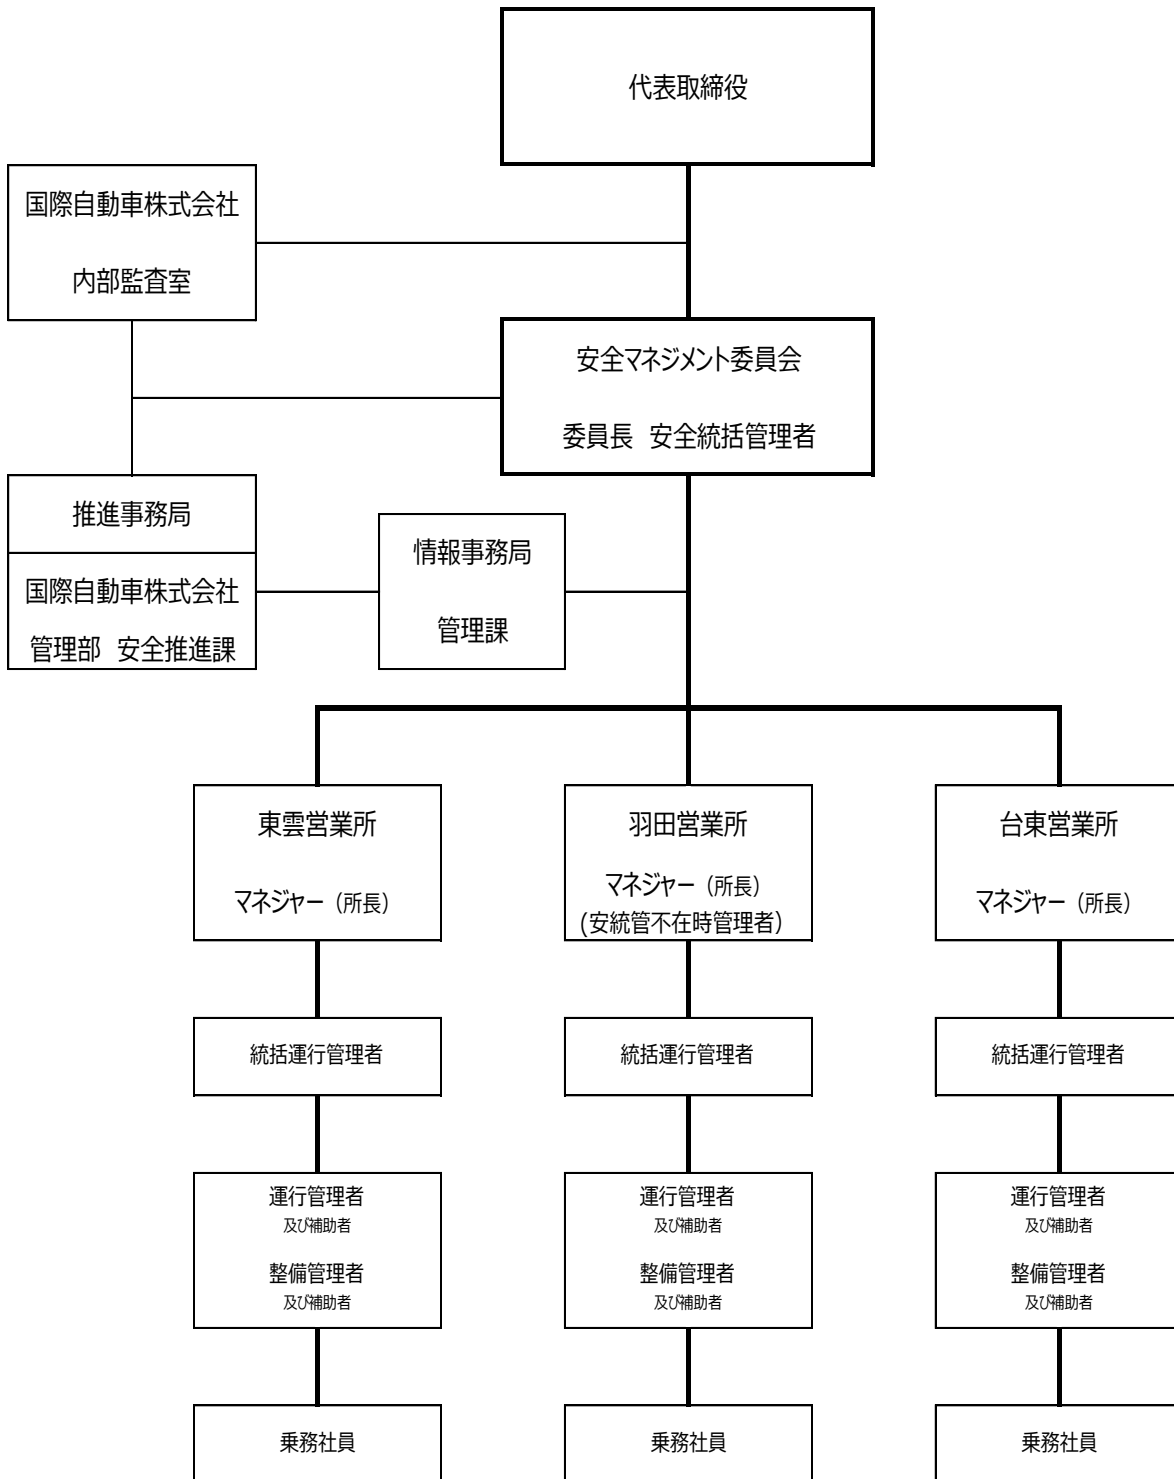 代表取締役
国際自動車株式会社
内部監査室
安全マネジメント委員会
委員長 安全統括管理者
推進事務局
国際自動車株式会社
管理部 安全推進課
情報事務局
管理課
東雲営業所
マネジャー（所長）
羽田営業所
マネジャー（所長）
(安統管不在時管理者）
台東営業所
マネジャー（所長）
統括運行管理者
統括運行管理者
統括運行管理者
運行管理者
及び補助者
整備管理者
及び補助者
運行管理者
及び補助者
整備管理者
及び補助者
運行管理者
及び補助者
整備管理者
及び補助者
乗務社員
乗務社員
乗務社員